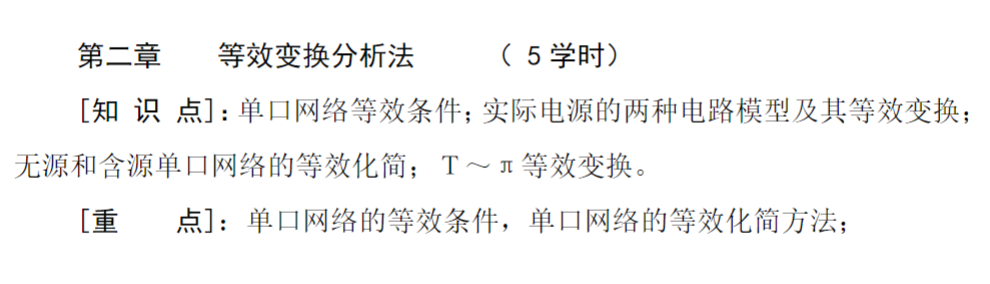 第二章 等效变换分析法 （ 5 学时）
[知 识 点]：单口网络等效条件；实际电源的两种电路模型及其等效变换；
无源和含源单口网络的等效化简； T～π等效变换。
[重 点]：单口网络的等效条件，单口网络的等效化简方法；